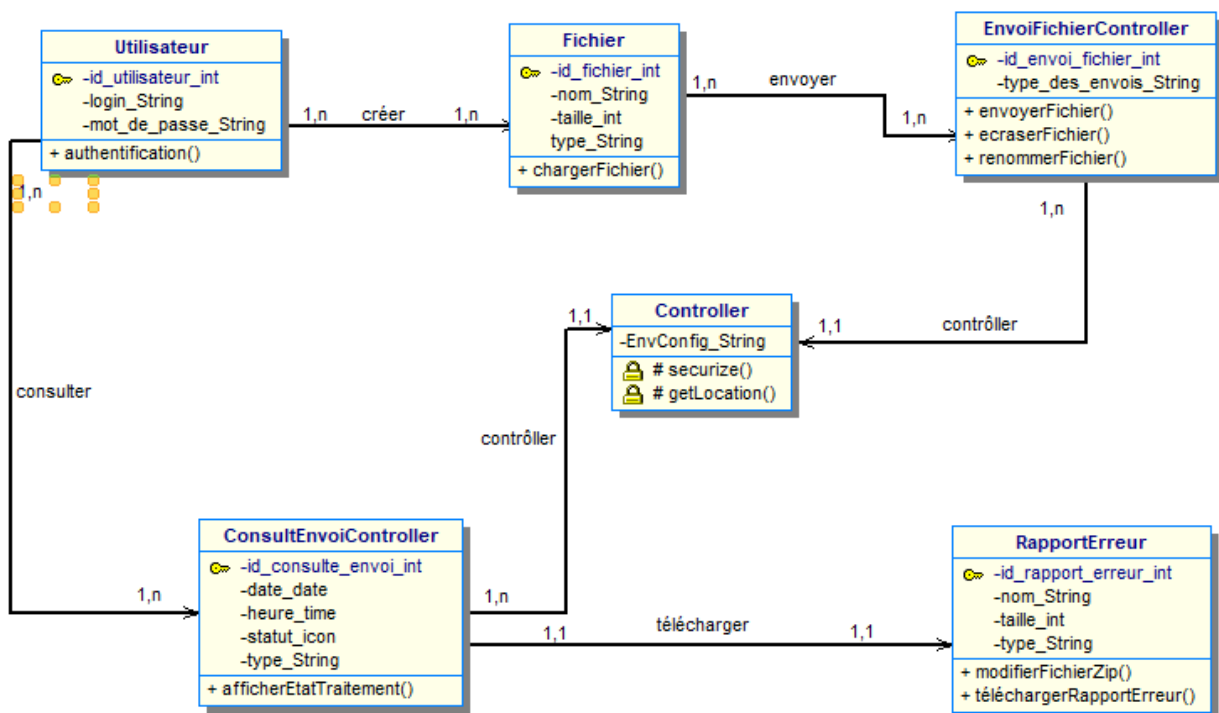 Utilisateur
-id_utilisateur_int
-login_String
-mot_de_passe_String
+ authentification()
1,n
créer
1,n
Fichier
-id_fichier_int
-nom_String
-taille_int
type_String
+ chargerFichier()
1,n
envoyer
1,n
EnvoiFichierController
-id_envoi_fichier_int
-type_des_envois_String
+ envoyerFichier()
+ ecraserFichier()
+ renommerFichier()
1,n
1,n
Controller
-EnvConfig_String
# securize()
# getLocation()
1,1
1,1
contrôller
consulter
contrôller
1,n
ConsultEnvoiController
-id_consulte_envoi_int
-date_date
-heure_time
-statut_icon
-type_String
+ afficherEtatTraitement()
1,n
1,1
télécharger
1,1
RapportErreur
-id_rapport_erreur_int
-nom_String
-taille_int
-type_String
+ modifierFichierZip()
+ téléchargerRapportErreur()